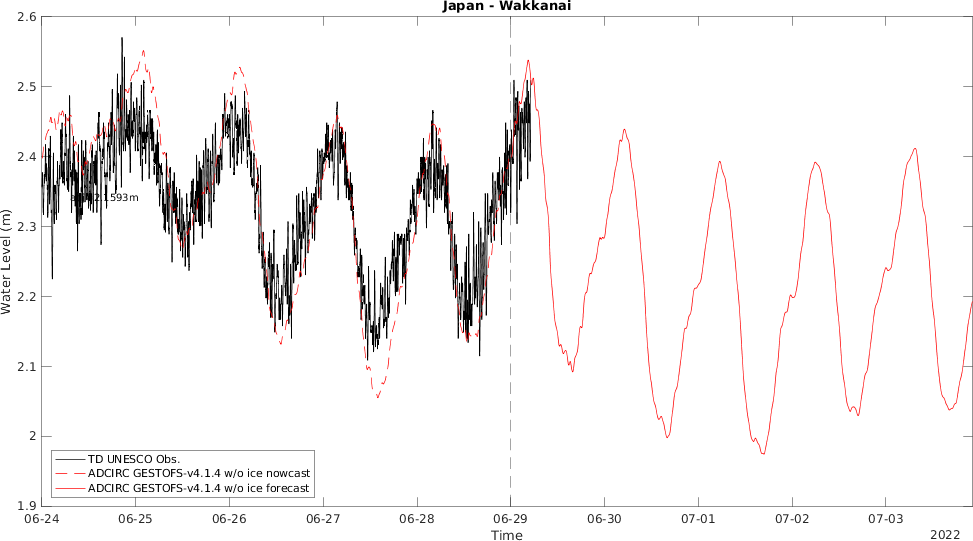 Japan - Wakkanai
2.6
2.5
2.4
2.3
2.2
2.1
2
1.9
Water Level (m)
2.1593m
TD UNESCO Obs.
ADCIRC GESTOFS-v4.1.4 w/o ice nowcast
ADCIRC GESTOFS-v4.1.4 w/o ice forecast
06-24 06-25 06-26 06-27 06-28 06-29 06-30 07-01 07-02 07-03
Time
2022